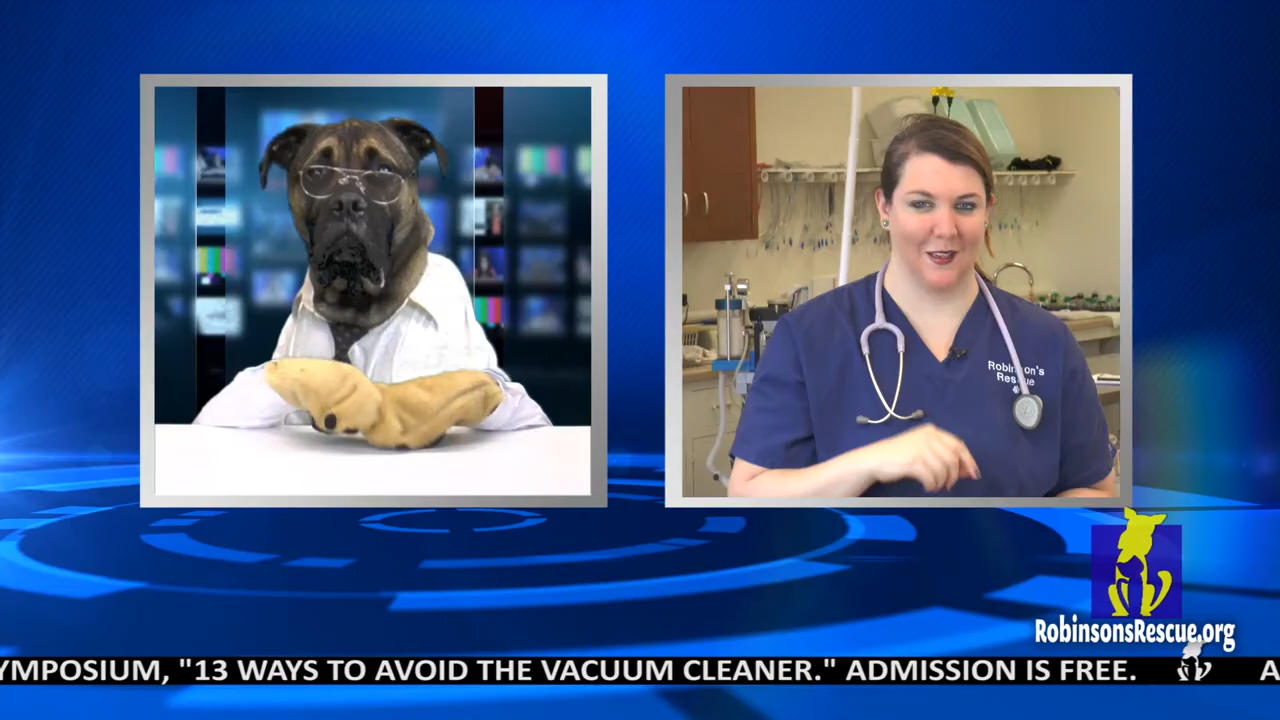 Robinson's
Rescue
RobinsonsRescue.org
YMPOSIUM, "13 WAYS TO AVOID THE VACUUM CLEANER." ADMISSION IS FREE. A